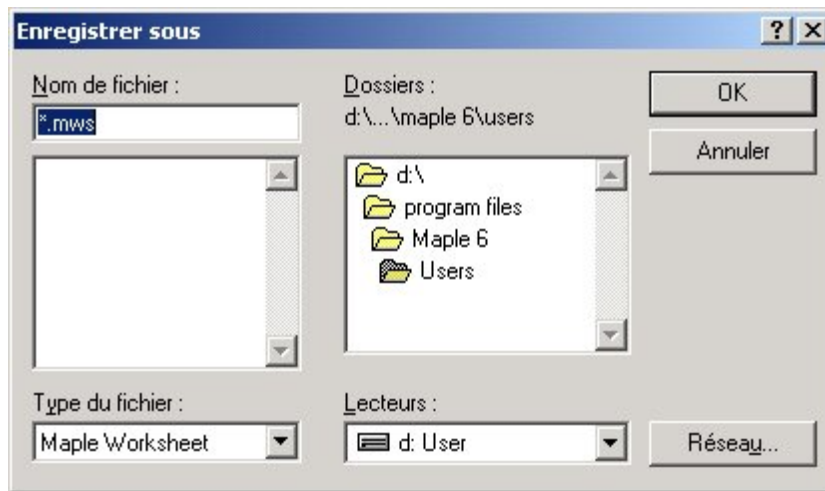 Enregistrer sous
Nom de fichier :
*.mws
Dossiers :
d:\...\maple 6\users
d:\
program files
Maple 6
Users
OK
Annuler
Type du fichier :
Maple Worksheet
Lecteurs :
d: User
Réseau...